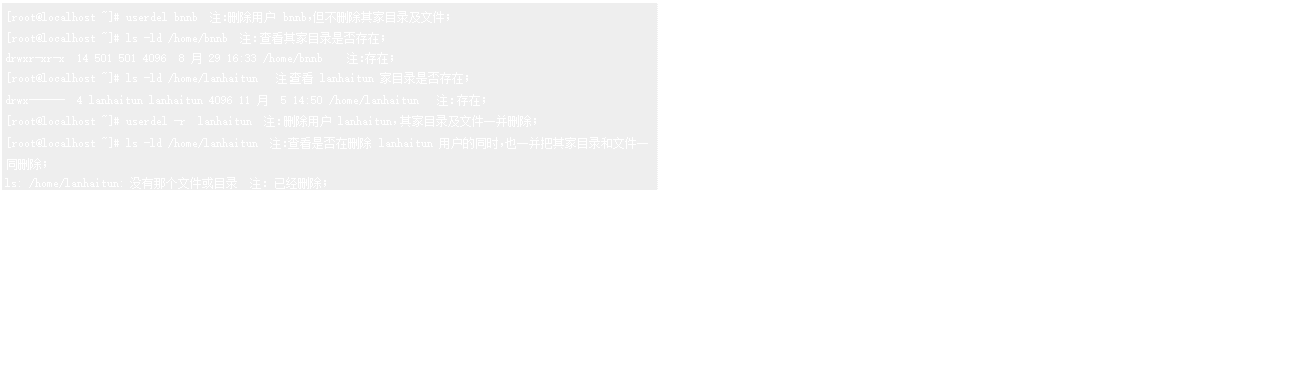 [root@localhost ~]# userdel bnnb  注:删除用户 bnnb,但不删除其家目录及文件;
[root@localhost ~]# ls -ld /home/bnnb  注:查看其家目录是否存在;
drwxr-xr-x  14 501 501 4096  8 月 29 16:33 /home/bnnb    注:存在;
[root@localhost ~]# ls -ld /home/lanhaitun   注查看 lanhaitun 家目录是否存在;
drwx------  4 lanhaitun lanhaitun 4096 11 月  5 14:50 /home/lanhaitun   注:存在;
[root@localhost ~]# userdel -r  lanhaitun  注:删除用户 lanhaitun,其家目录及文件一并删除;
[root@localhost ~]# ls -ld /home/lanhaitun  注:查看是否在删除 lanhaitun 用户的同时,也一并把其家目录和文件一
同删除;
ls: /home/lanhaitun: 没有那个文件或目录  注: 已经删除;